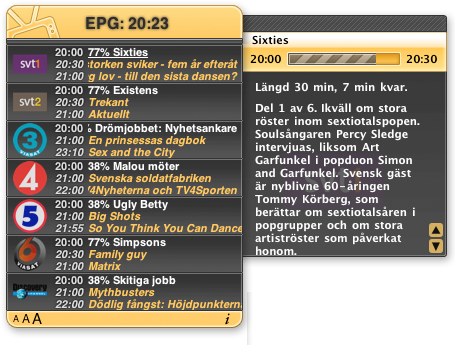 EPG: 20:23
svt1
20:00 77% Sixties
20:30 storken sviker - fem år efteråt
21:00 g lov - till den sista dansen?
svt2
20:00 77% Existens
20:30 Trekant
21:00 Aktuellt
3
VIASAT
20:00 % Drömjobbet: Nyhetsankare
21:00 En prinsessas dagbok
23:10 Sex and the City
4
20:00 38% Malou möter
21:00 Svenska soldatfabriken
22:00 /4Nyheterna och TV4Sporten
5
20:00 38% Ugly Betty
21:00 Big Shots
21:55 So You Think You Can Dance
6
VIASAT
20:00 77% Simpsons
20:30 Family guy
21:00 Matrix
Discovery
20:00 38% Skitiga jobb
21:00 Mythbusters
22:00 Dödlig fångst: Höjdpunktern
A A A
i
Sixties
20:00 20:30
Längd 30 min, 7 min kvar.
Del 1 av 6. Ikväll om stora
röster inom sextiotalspopen.
Soulsångaren Percy Sledge
intervjuas, liksom Art
Garfunkel i popduon Simon
and Garfunkel. Svensk gäst
är nyblivne 60-åringen
Tommy Körberg, som
berättar om sextiotalsåren i
popgrupper och om stora
artiströster som påverkat
honom.